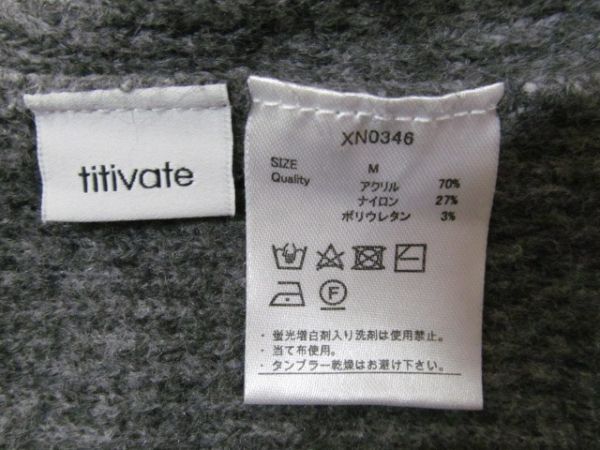 titivate
XN0346
SIZE M
Quality アクリル 70%
ナイロン 27%
ポリウレタン 3%
F
・蛍光増白剤入り洗剤は使用禁止。
・当て布使用。
・タンブラー乾燥はお避け下さい。